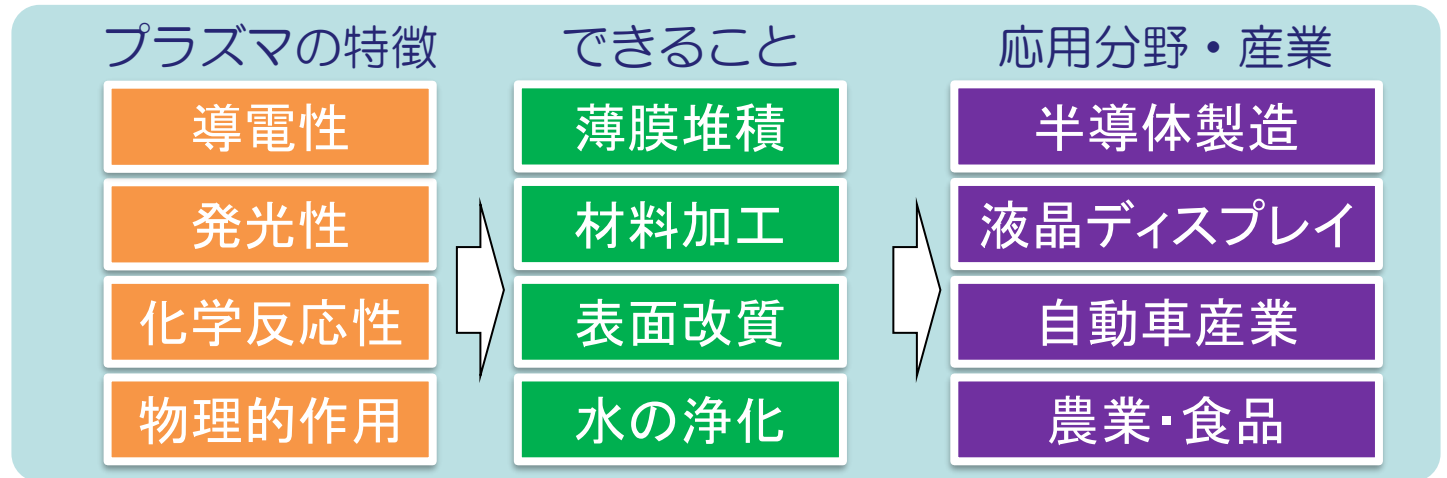 プラズマの特徴
導電性
発光性
化学反応性
物理的作用
できること
薄膜堆積
材料加工
表面改質
水の浄化
応用分野・産業
半導体製造
液晶ディスプレイ
自動車産業
農業・食品